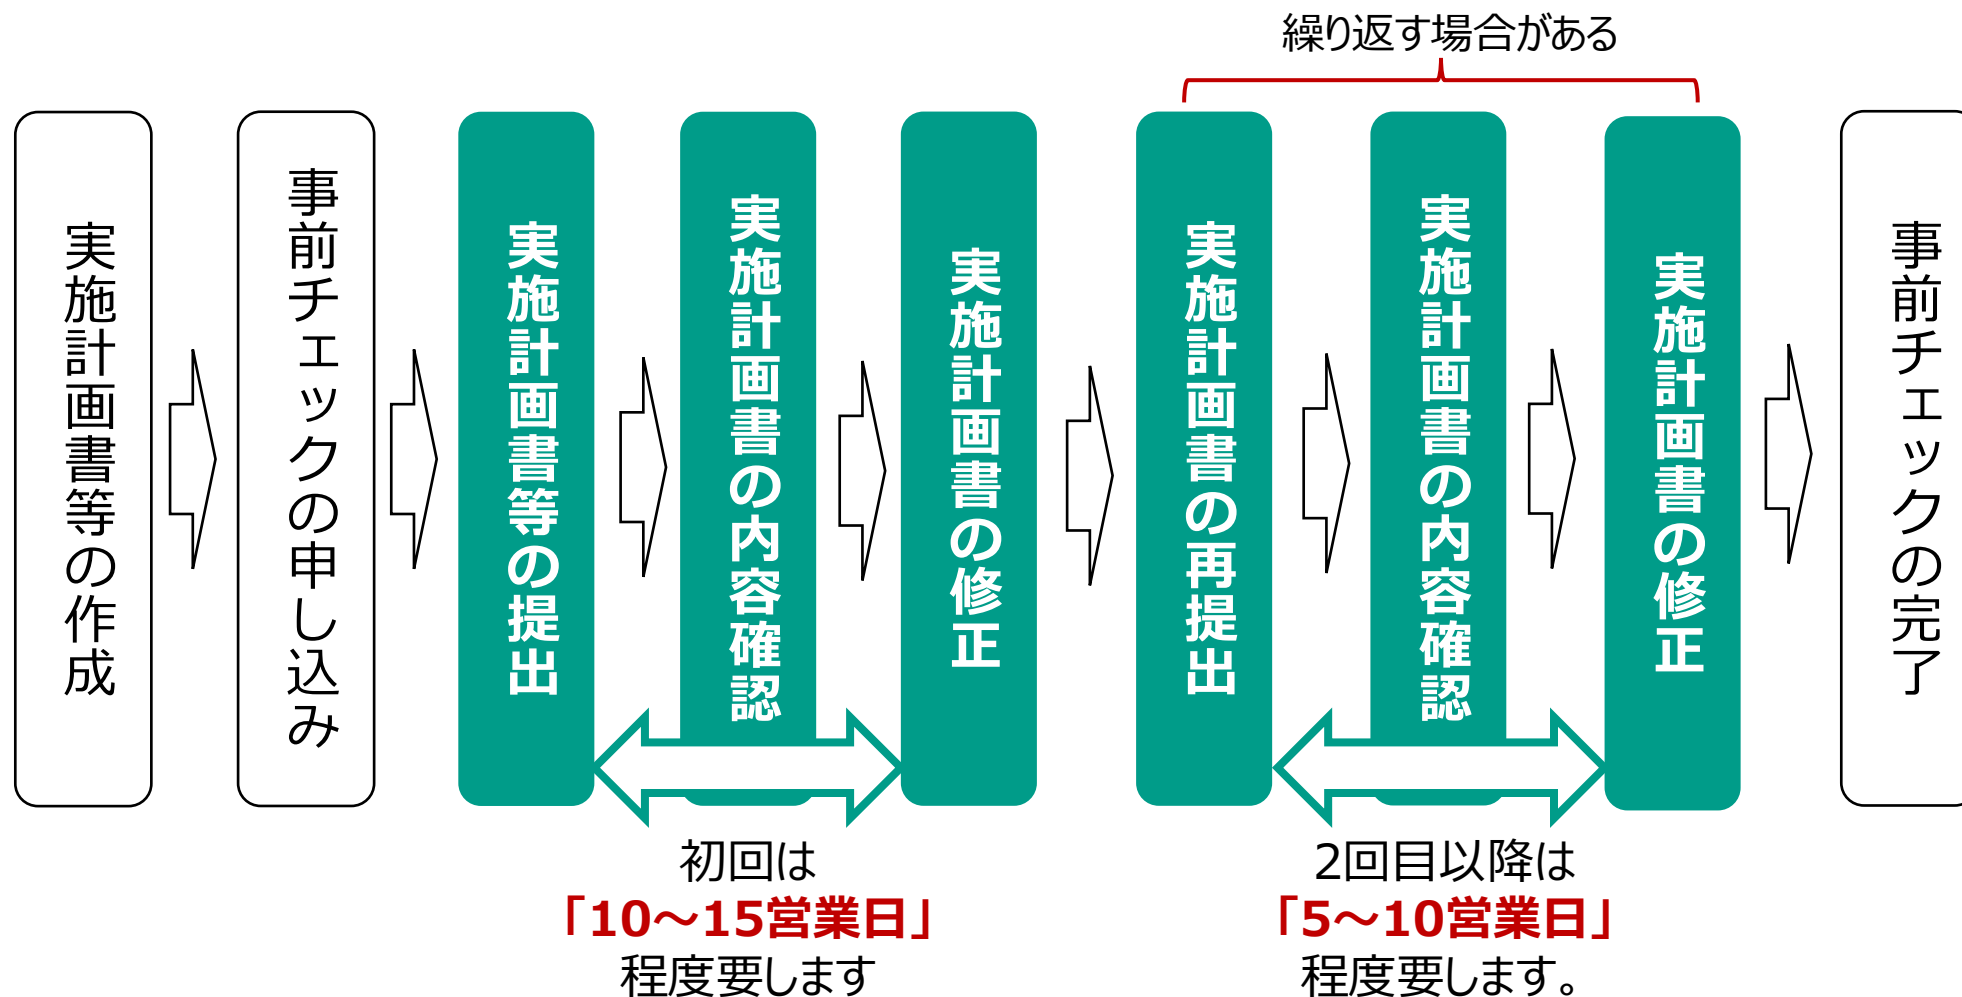 繰り返す場合がある
実施計画書等の作成
事前チェックの申し込み
実施計画書等の提出
実施計画書の内容確認
実施計画書の修正
実施計画書の再提出
実施計画書の内容確認
実施計画書の修正
事前チェックの完了
初回は
「10～15営業日」
程度要します
2回目以降は
「5～10営業日」
程度要します。